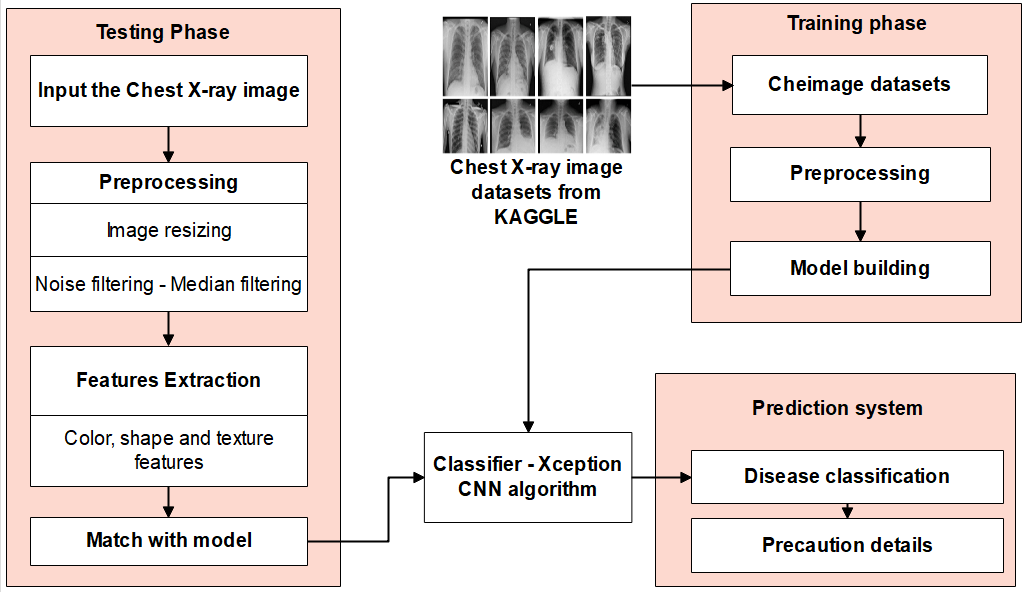 Testing Phase
Input the Chest X-ray image
Preprocessing
Image resizing
Noise filtering - Median filtering
Features Extraction
Color, shape and texture
features
Match with model
Chest X-ray image
datasets from
KAGGLE
Training phase
Cheimage datasets
Preprocessing
Model building
Classifier - Xception
CNN algorithm
Prediction system
Disease classification
Precaution details